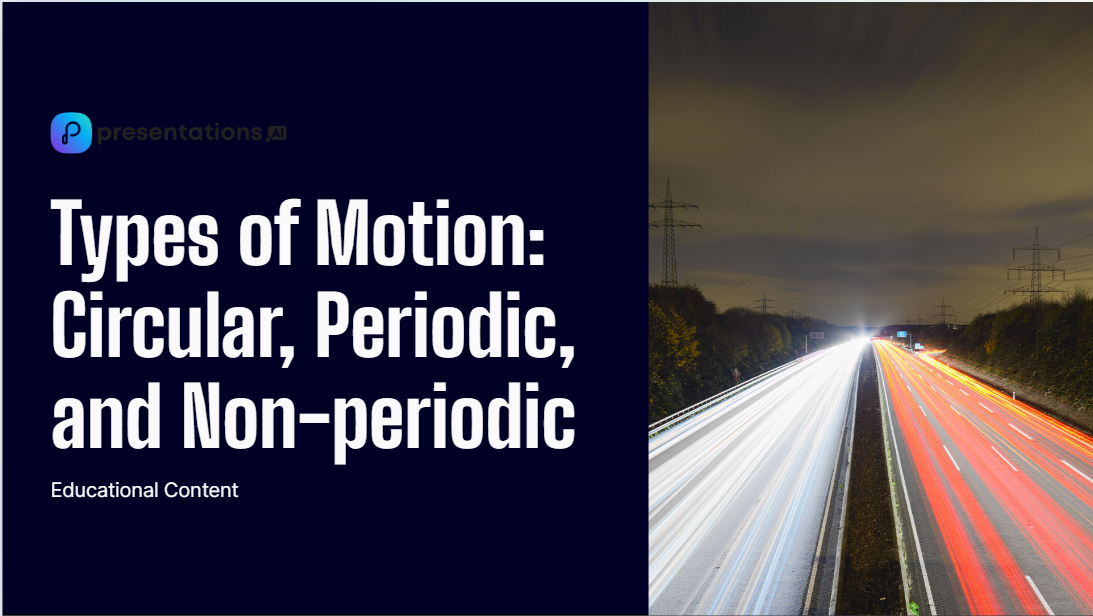 presentations.AI
Types of Motion:
Circular, Periodic,
and Non-periodic
Educational Content